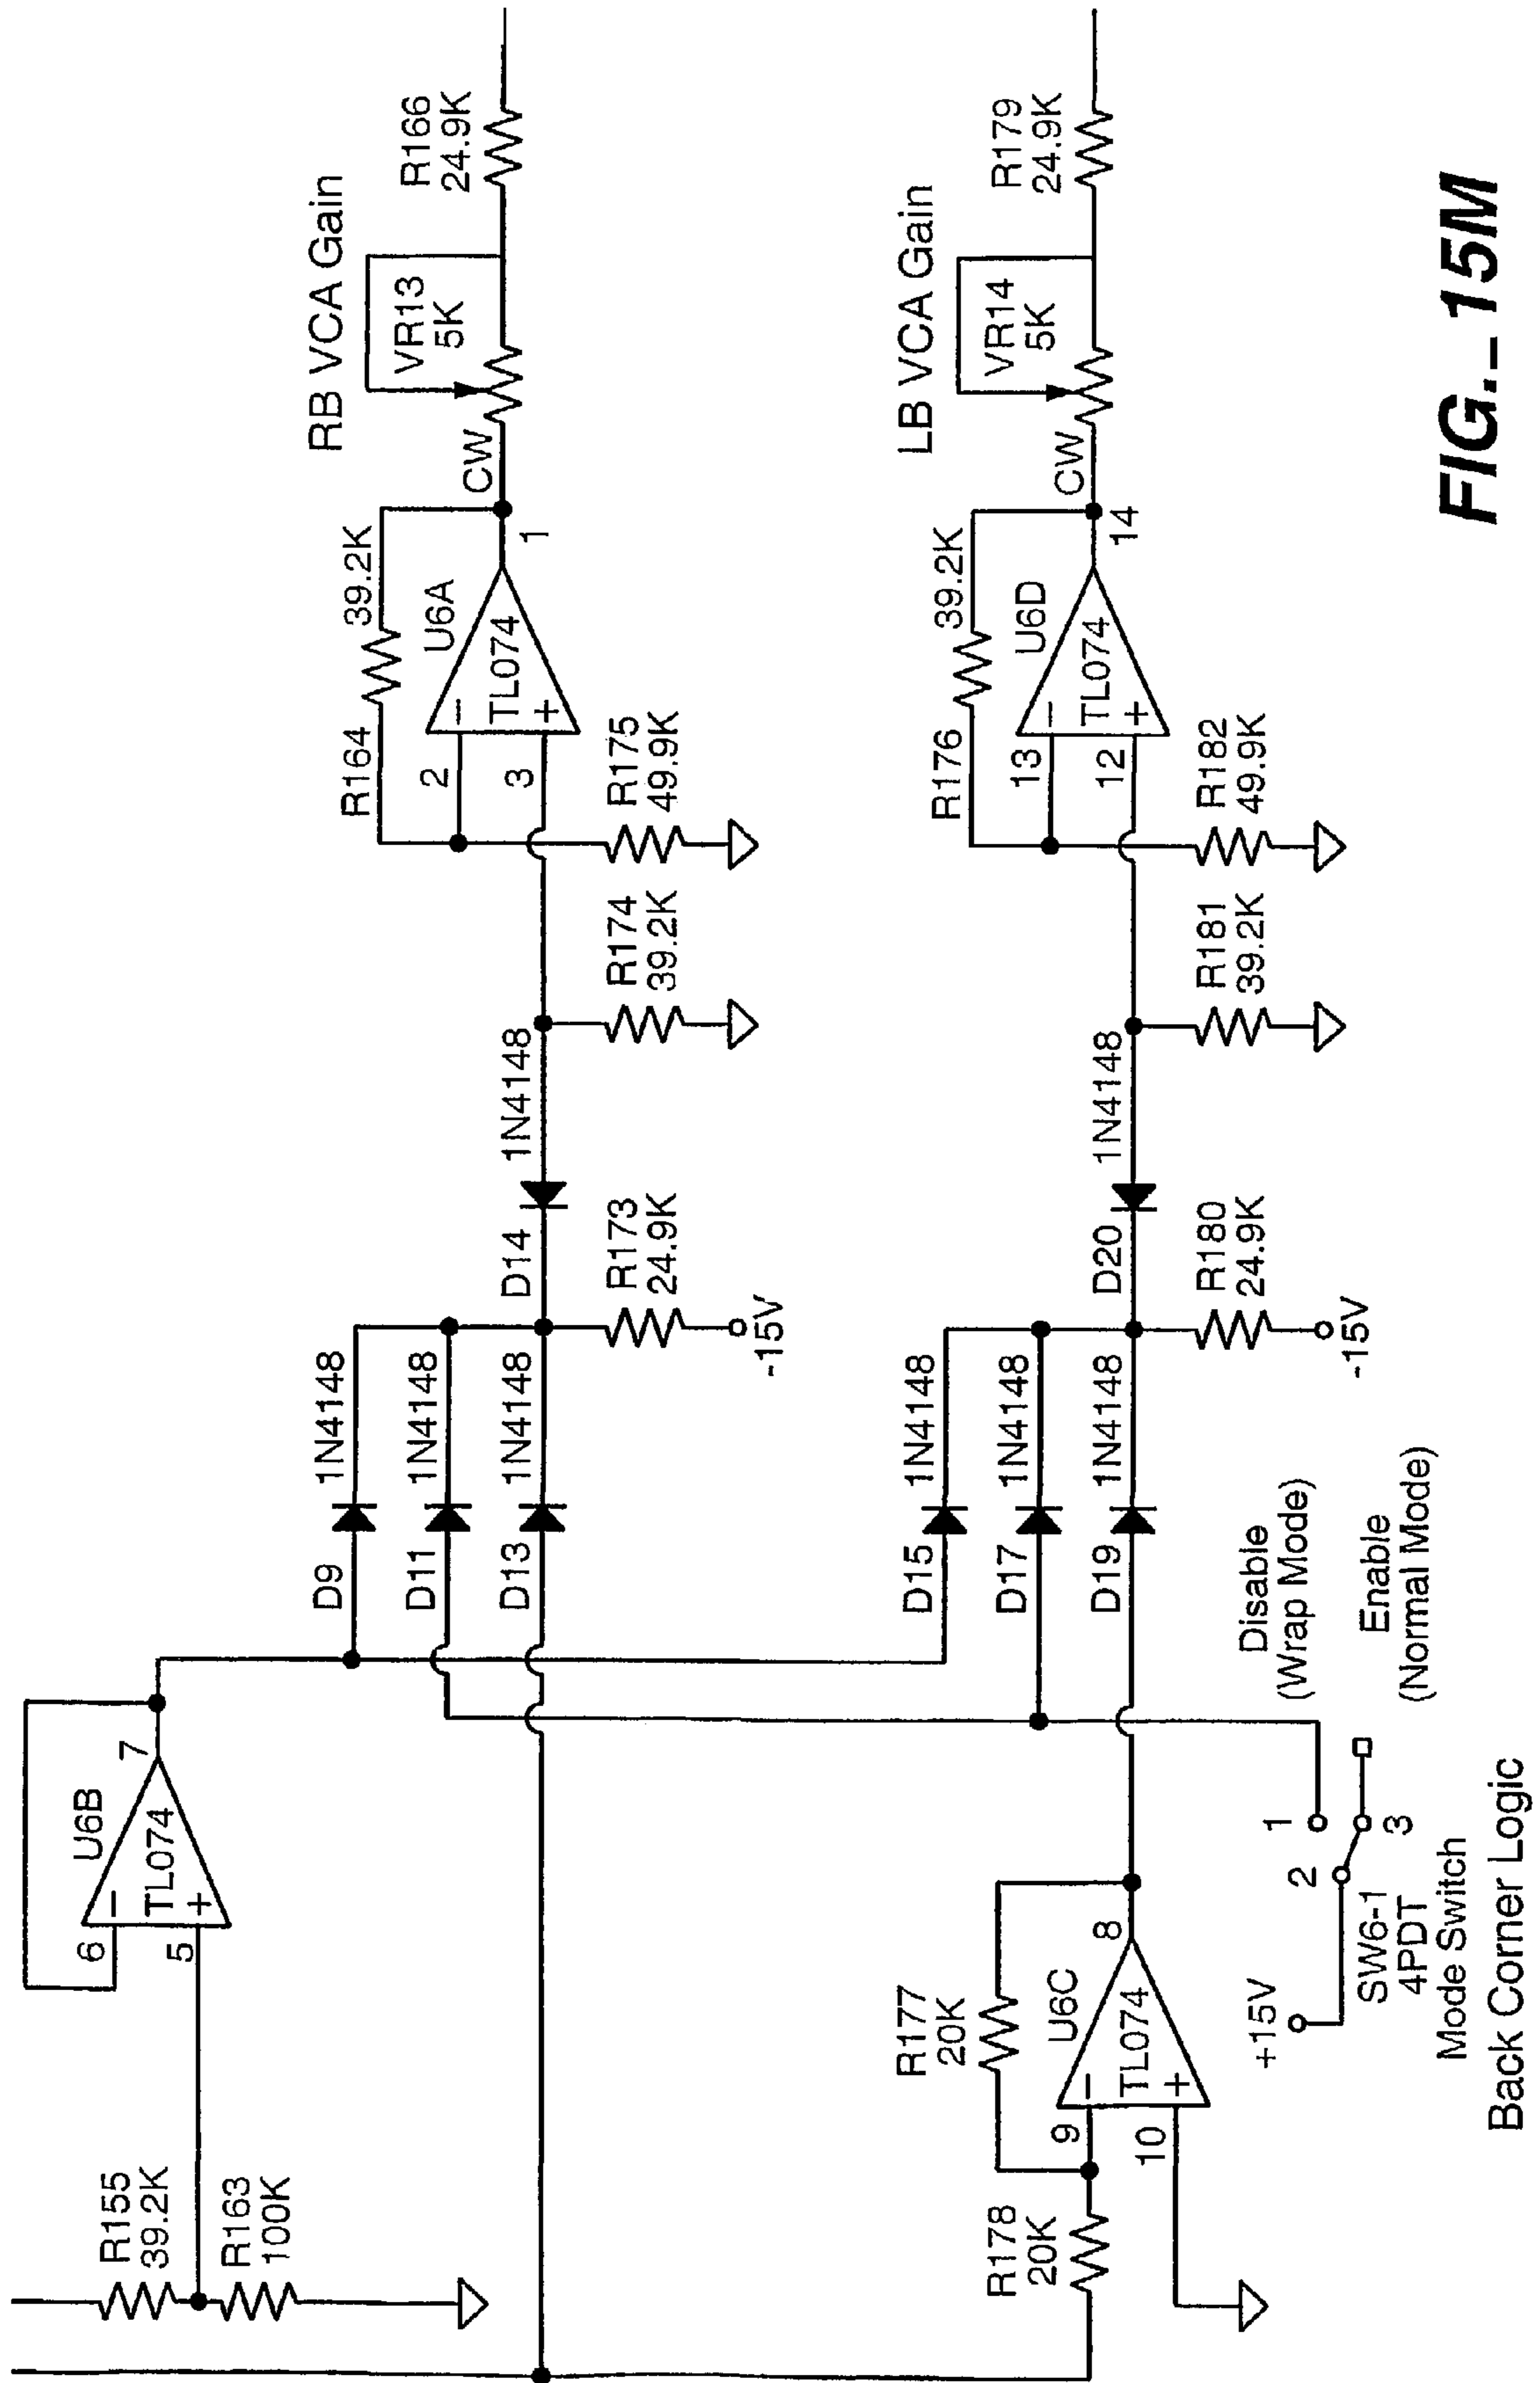 R155
39.2K
R163
100K
6
5
U6B
TL074
−
+
7
D9
1N4148
D11
1N4148
D13
1N4148
R173
24.9K
-15V
D14
1N4148
R174
39.2K
R175
49.9K
R164
39.2K
2
3
U6A
TL074
−
+
1
CW
RB VCA Gain
VR13
5K
R166
24.9K
R178
20K
R177
20K
9
10
U6C
TL074
−
+
8
D15
1N4148
D17
1N4148
D19
1N4148
R180
24.9K
-15V
D20
1N4148
R181
39.2K
R182
49.9K
R176
39.2K
13
12
U6D
TL074
−
+
14
CW
LB VCA Gain
VR14
5K
R179
24.9K
+15V
2
1
3
SW6-1
4PDT
Mode Switch
Disable
(Wrap Mode)
Enable
(Normal Mode)
Back Corner Logic
FIG._15M